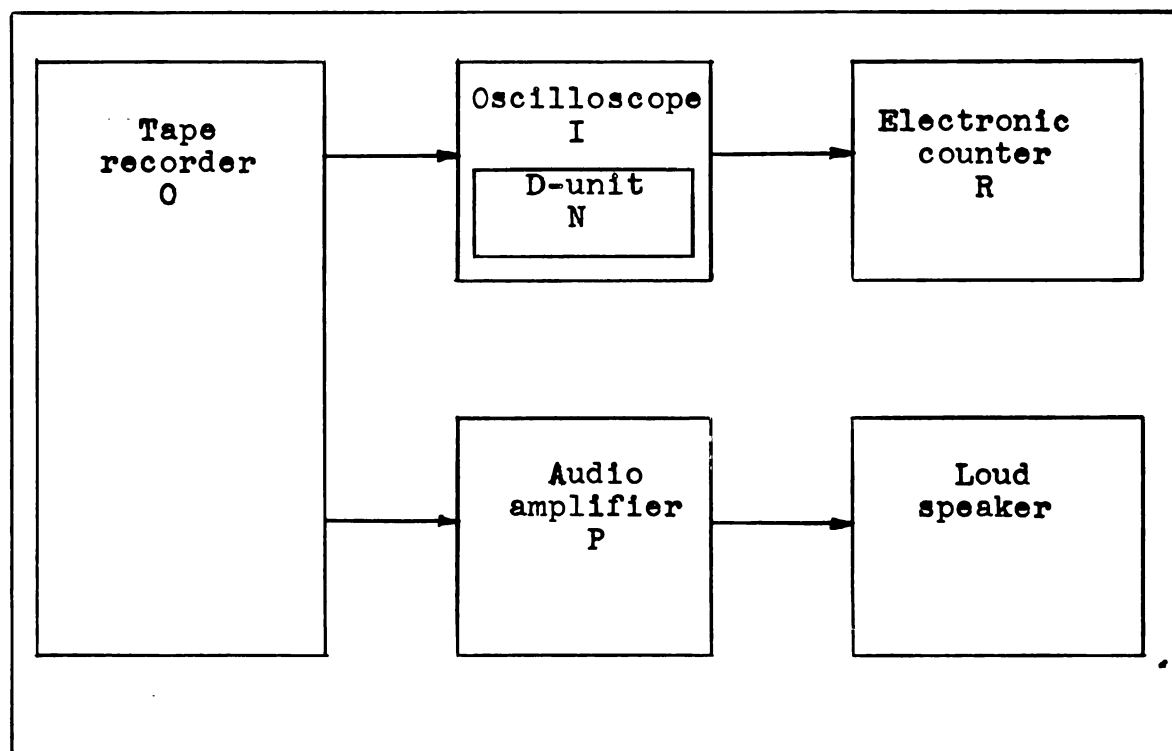 Tape
recorder
O
Oscilloscope
I
D-unit
N
Electronic
counter
R
Audio
amplifier
P
Loud
speaker